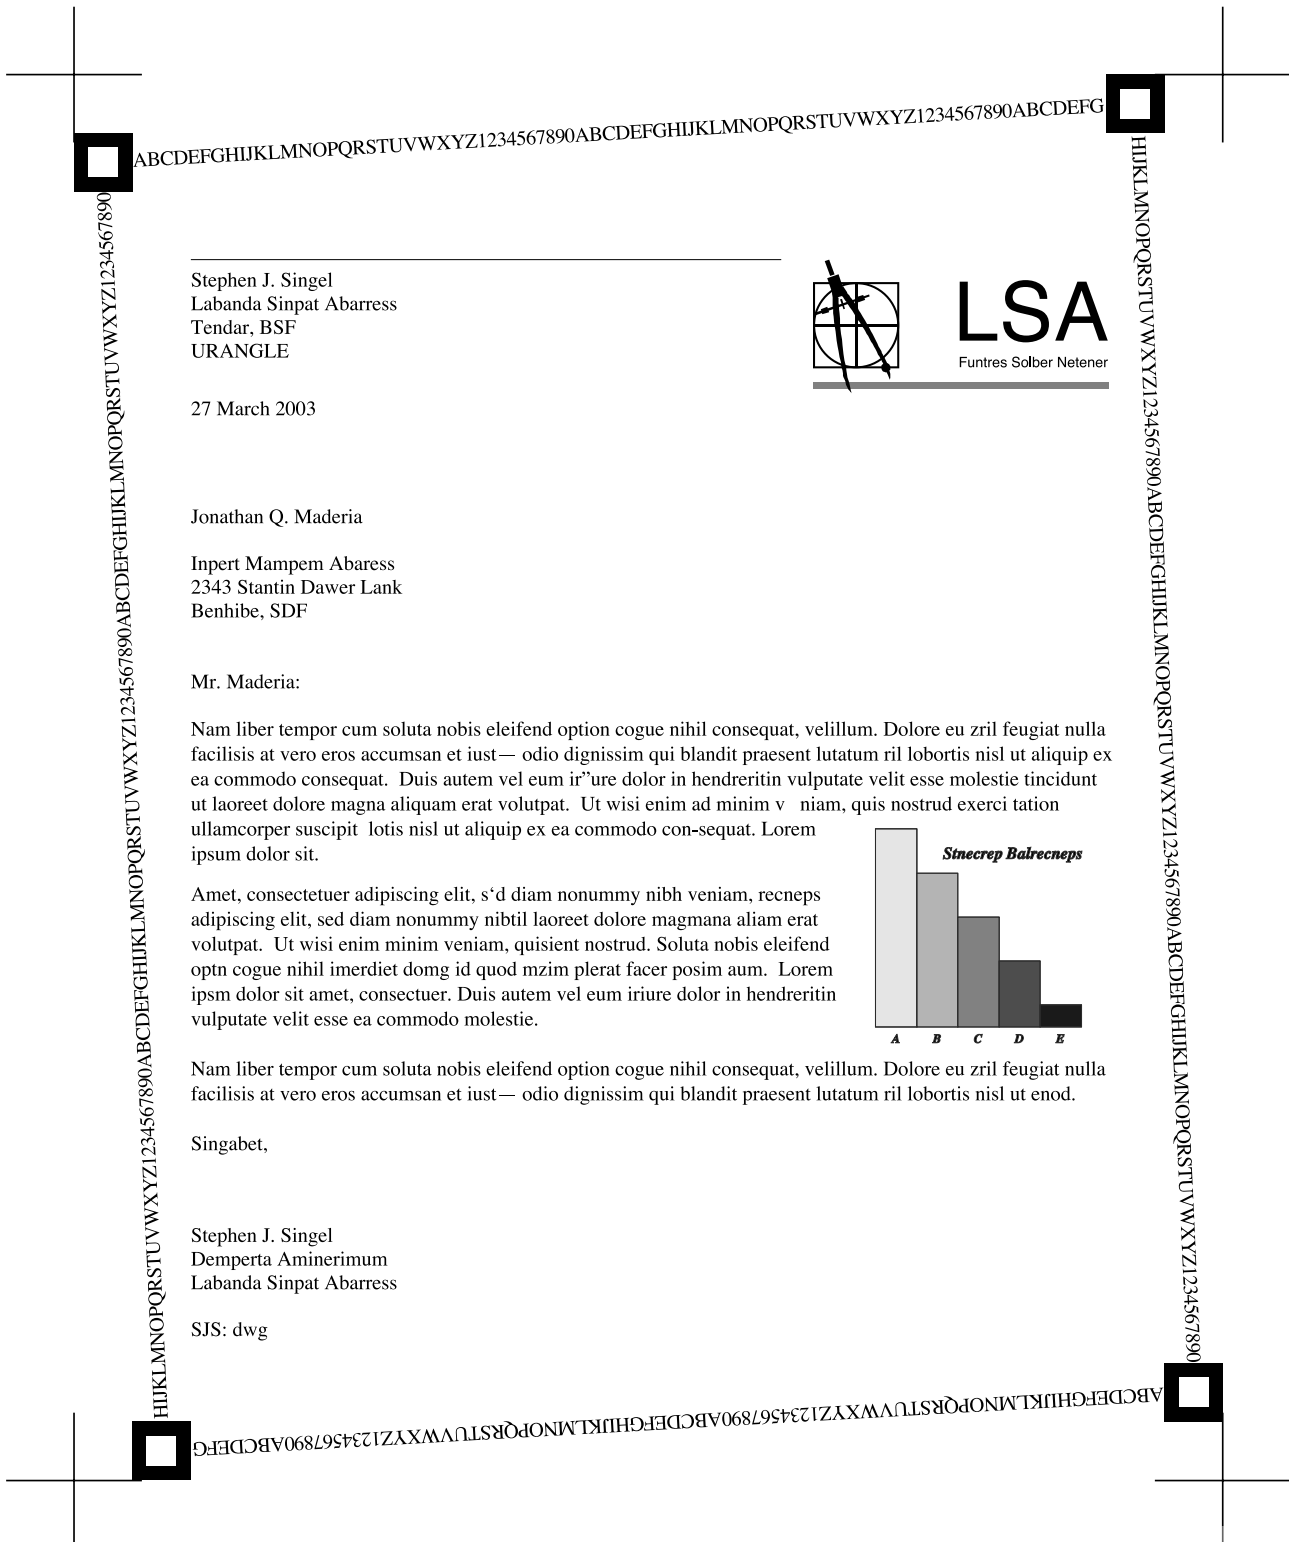 ABCDEFGHIJKLMNOPQRSTUVWXYZ1234567890ABCDEFGHIJKLMNOPQRSTUVWXYZ1234567890ABCDEFG
HIJKLMNOPQRSTUVWXYZ1234567890ABCDEFGHIJKLMNOPQRSTUVWXYZ1234567890ABCDEFGHIJKLMNOPQRSTUVWXYZ1234567890
ABCDEFGHIJKLMNOPQRSTUVWXYZ1234567890ABCDEFGHIJKLMNOPQRSTUVWXYZ1234567890ABCDEFG
HIJKLMNOPQRSTUVWXYZ1234567890ABCDEFGHIJKLMNOPQRSTUVWXYZ1234567890ABCDEFGHIJKLMNOPQRSTUVWXYZ1234567890
Stephen J. Singel
Labanda Sinpat Abarress
Tendar, BSF
URANGLE
LSA
Funtres Solber Netener
27 March 2003
Jonathan Q. Maderia
Inpert Mampem Abaress
2343 Stantin Dawer Lank
Benhibe, SDF
Mr. Maderia:
Nam liber tempor cum soluta nobis eleifend option cogue nihil consequat, velillum. Dolore eu zril feugiat nulla
facilisis at vero eros accumsan et iust— odio dignissim qui blandit praesent lutatum ril lobortis nisl ut aliquip ex
ea commodo consequat.  Duis autem vel eum ir”ure dolor in hendreritin vulputate velit esse molestie tincidunt
ut laoreet dolore magna aliquam erat volutpat.  Ut wisi enim ad minim v   niam, quis nostrud exerci tation
ullamcorper suscipit  lotis nisl ut aliquip ex ea commodo con-sequat. Lorem
ipsum dolor sit.
Amet, consectetuer adipiscing elit, s‘d diam nonummy nibh veniam, recneps
adipiscing elit, sed diam nonummy nibtil laoreet dolore magmana aliam erat
volutpat.  Ut wisi enim minim veniam, quisient nostrud. Soluta nobis eleifend
optn cogue nihil imerdiet domg id quod mzim plerat facer posim aum.  Lorem
ipsm dolor sit amet, consectuer. Duis autem vel eum iriure dolor in hendreritin
vulputate velit esse ea commodo molestie.
Stnecrep Balrecneps
A B C D E
Nam liber tempor cum soluta nobis eleifend option cogue nihil consequat, velillum. Dolore eu zril feugiat nulla
facilisis at vero eros accumsan et iust— odio dignissim qui blandit praesent lutatum ril lobortis nisl ut enod.
Singabet,
Stephen J. Singel
Demperta Aminerimum
Labanda Sinpat Abarress
SJS: dwg